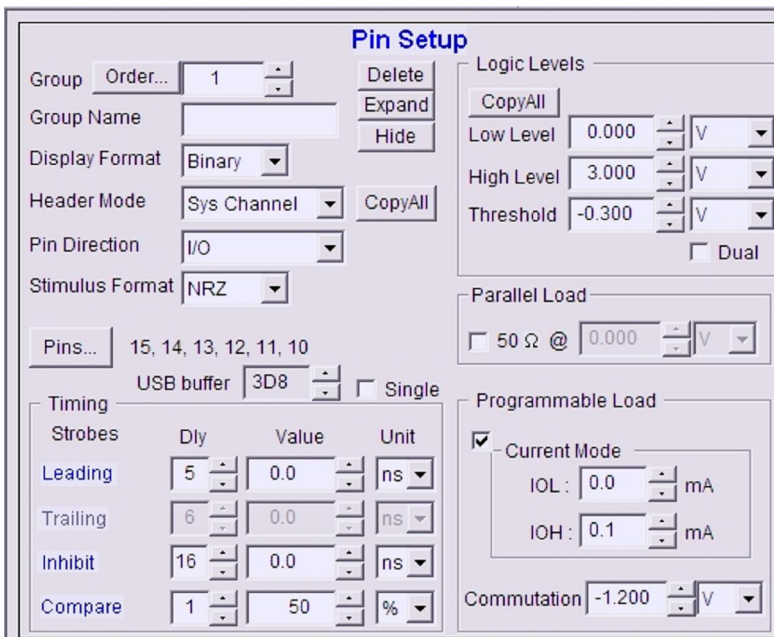 Pin Setup
Group Order... 1
Delete
Group Name
Expand
Hide
Display Format Binary
Header Mode Sys Channel CopyAll
Pin Direction I/O
Stimulus Format NRZ
Pins... 15, 14, 13, 12, 11, 10
USB buffer 3D8 Single
Timing
Strobes Dly Value Unit
Leading 5 0.0 ns
Trailing 6 0.0 ns
Inhibit 16 0.0 ns
Compare 1 50 %
Logic Levels
CopyAll
Low Level 0.000 V
High Level 3.000 V
Threshold -0.300 V
Dual
Parallel Load
50 Ω @ 0.000 V
Programmable Load
Current Mode
IOL : 0.0 mA
IOH : 0.1 mA
Commutation -1.200 V